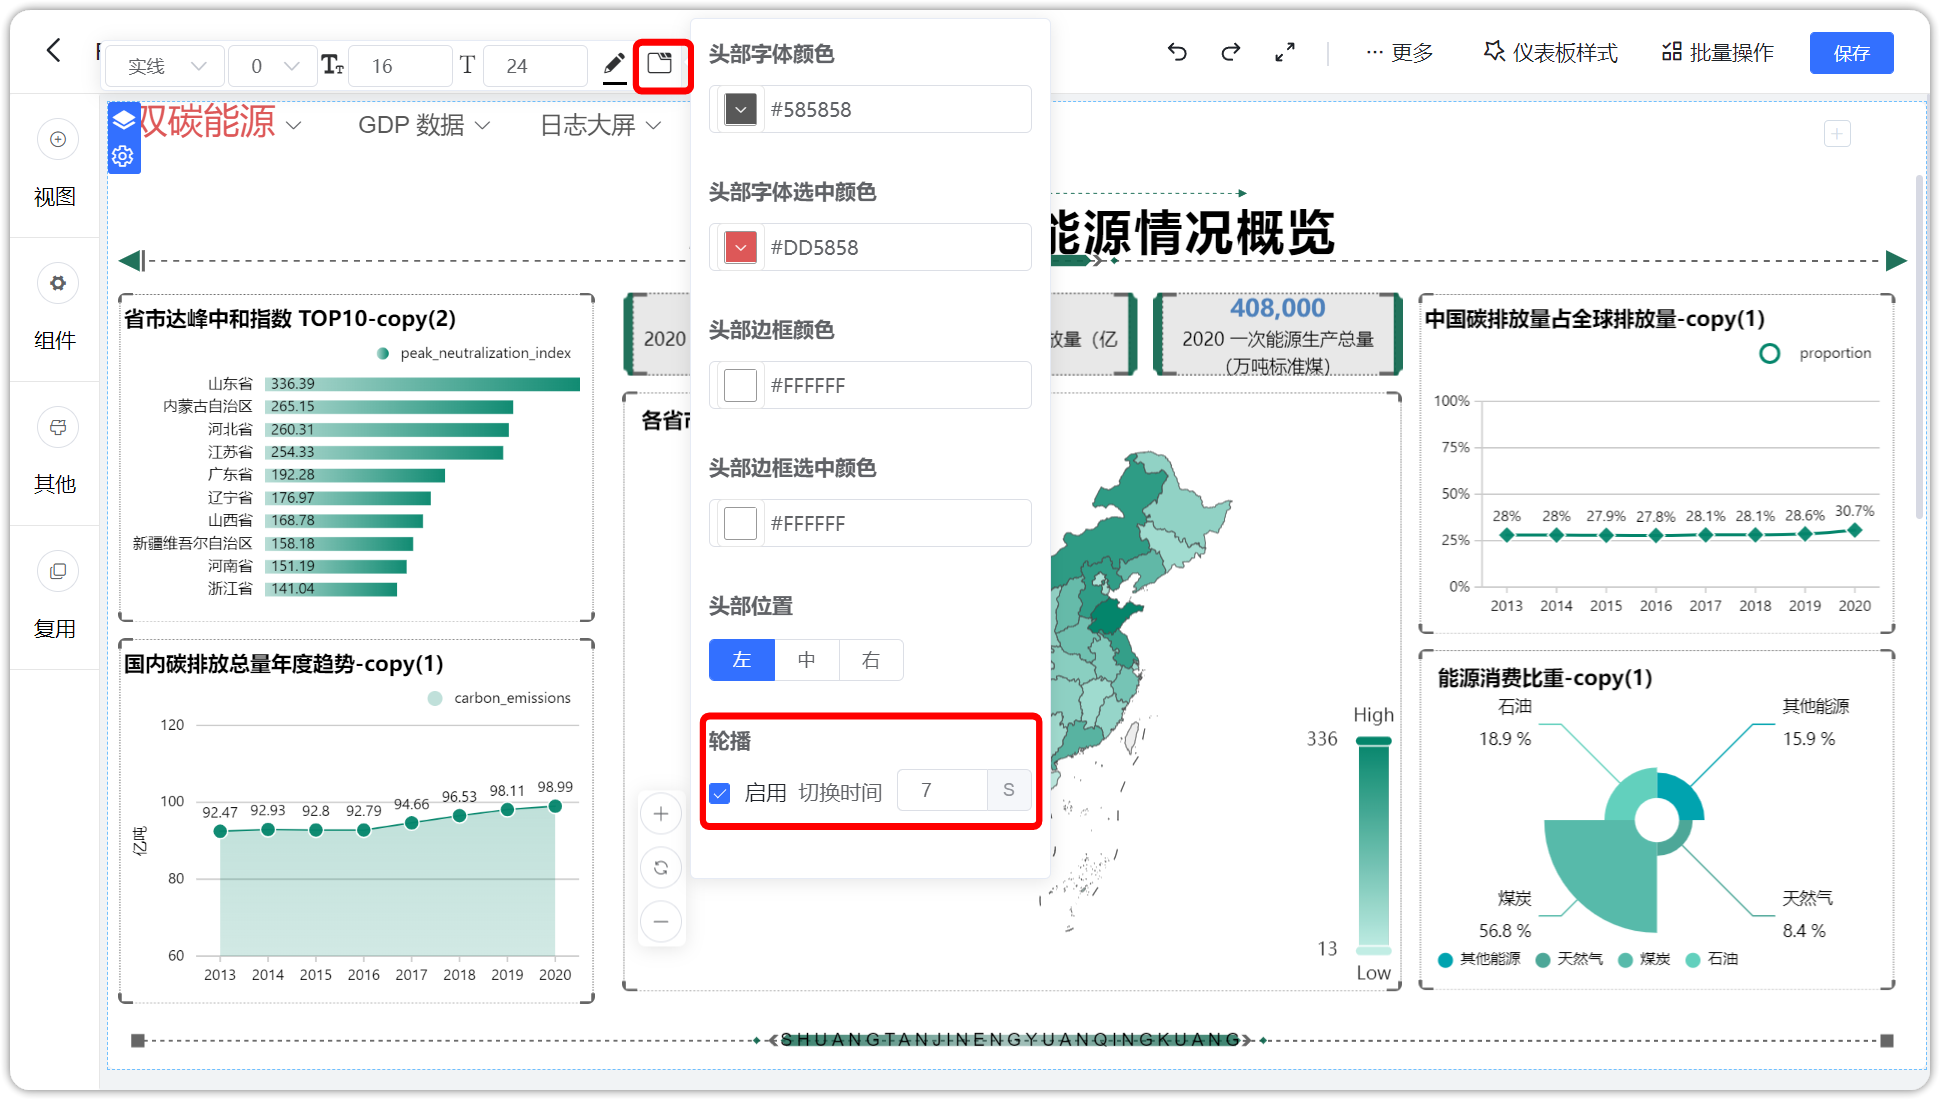 实线
0
16
24
更多
仪表板样式
批量操作
保存
双碳能源
GDP 数据
日志大屏
视图
组件
其他
复用
头部字体颜色
#585858
头部字体选中颜色
#DD5858
头部边框颜色
#FFFFFF
头部边框选中颜色
#FFFFFF
头部位置
左
中
右
轮播
启用
切换时间
7
S
能源情况概览
省市达峰中和指数 TOP10-copy(2)
peak_neutralization_index
山东省 336.39
内蒙古自治区 265.15
河北省 260.31
江苏省 254.33
广东省 192.28
辽宁省 176.97
山西省 168.78
新疆维吾尔自治区 158.18
河南省 151.19
浙江省 141.04
国内碳排放总量年度趋势-copy(1)
carbon_emissions
亿吨
120
100
80
60
92.47 92.93 92.8 92.79 94.66 96.53 98.11 98.99
2013 2014 2015 2016 2017 2018 2019 2020
2020
放量（亿
408,000
2020 一次能源生产总量
(万吨标准煤)
各省市
High
336
13
Low
中国碳排放量占全球排放量-copy(1)
proportion
100%
75%
50%
25%
0%
28% 28% 27.9% 27.8% 28.1% 28.1% 28.6% 30.7%
2013 2014 2015 2016 2017 2018 2019 2020
能源消费比重-copy(1)
石油
18.9 %
其他能源
15.9 %
煤炭
56.8 %
天然气
8.4 %
其他能源 天然气 煤炭 石油
SHUANGTANJINENGYUANQINGKUANG